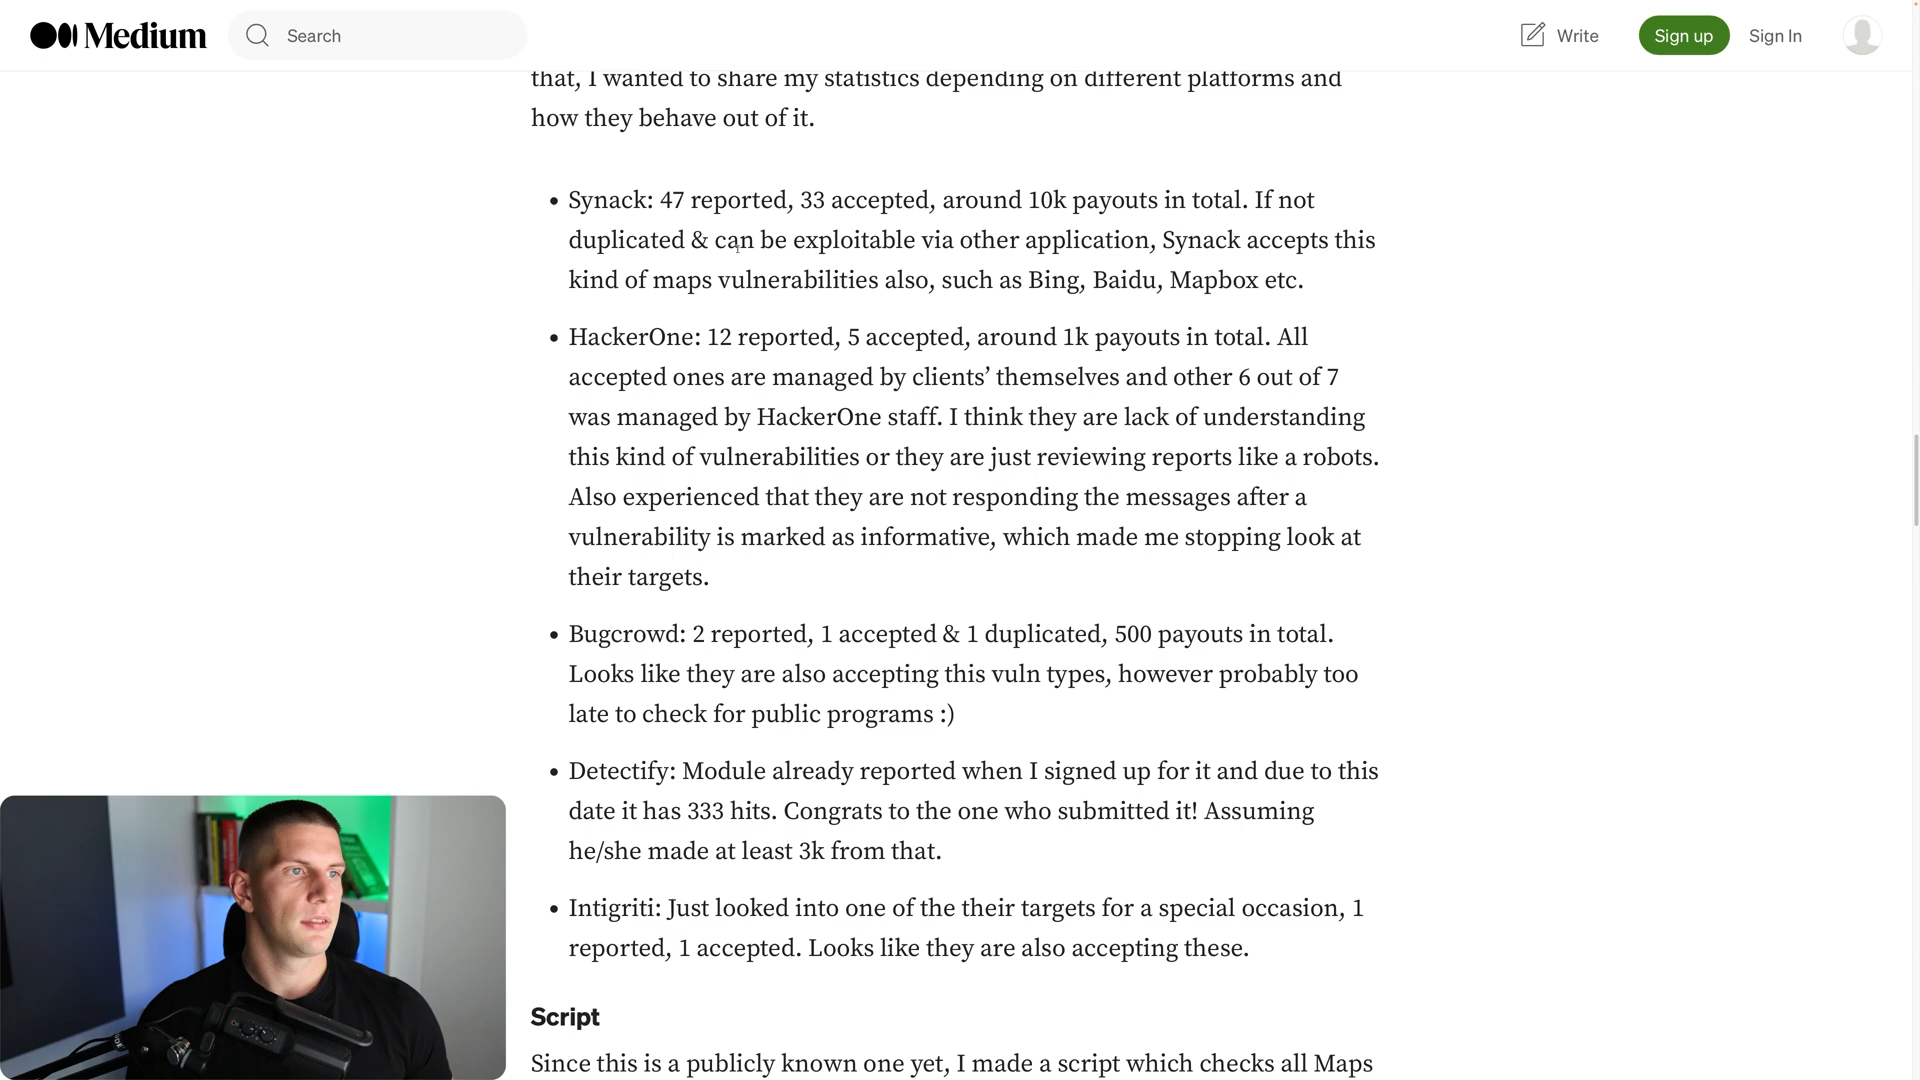 Medium
Search
Write
Sign up
Sign In
that, I wanted to share my statistics depending on different platforms and
how they behave out of it.
• Synack: 47 reported, 33 accepted, around 10k payouts in total. If not
duplicated & can be exploitable via other application, Synack accepts this
kind of maps vulnerabilities also, such as Bing, Baidu, Mapbox etc.
• HackerOne: 12 reported, 5 accepted, around 1k payouts in total. All
accepted ones are managed by clients’ themselves and other 6 out of 7
was managed by HackerOne staff. I think they are lack of understanding
this kind of vulnerabilities or they are just reviewing reports like a robots.
Also experienced that they are not responding the messages after a
vulnerability is marked as informative, which made me stopping look at
their targets.
• Bugcrowd: 2 reported, 1 accepted & 1 duplicated, 500 payouts in total.
Looks like they are also accepting this vuln types, however probably too
late to check for public programs :)
• Detectify: Module already reported when I signed up for it and due to this
date it has 333 hits. Congrats to the one who submitted it! Assuming
he/she made at least 3k from that.
• Intigriti: Just looked into one of the their targets for a special occasion, 1
reported, 1 accepted. Looks like they are also accepting these.
Script
Since this is a publicly known one yet, I made a script which checks all Maps